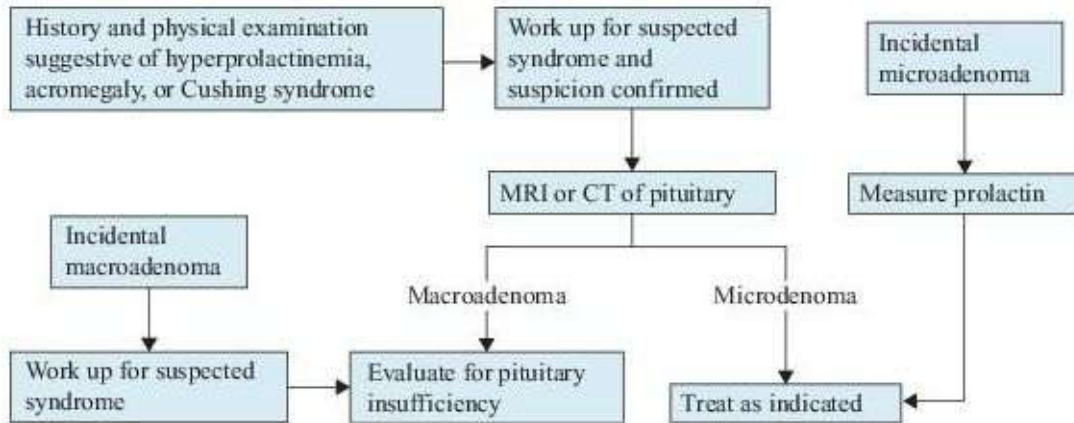 History and physical examination
suggestive of hyperprolactinemia,
acromegaly, or Cushing syndrome
Work up for suspected
syndrome and
suspicion confirmed
Incidental
microadenoma
MRI or CT of pituitary
Measure prolactin
Incidental
macroadenoma
Macroadenoma
Microdenoma
Work up for suspected
syndrome
Evaluate for pituitary
insufficiency
Treat as indicated